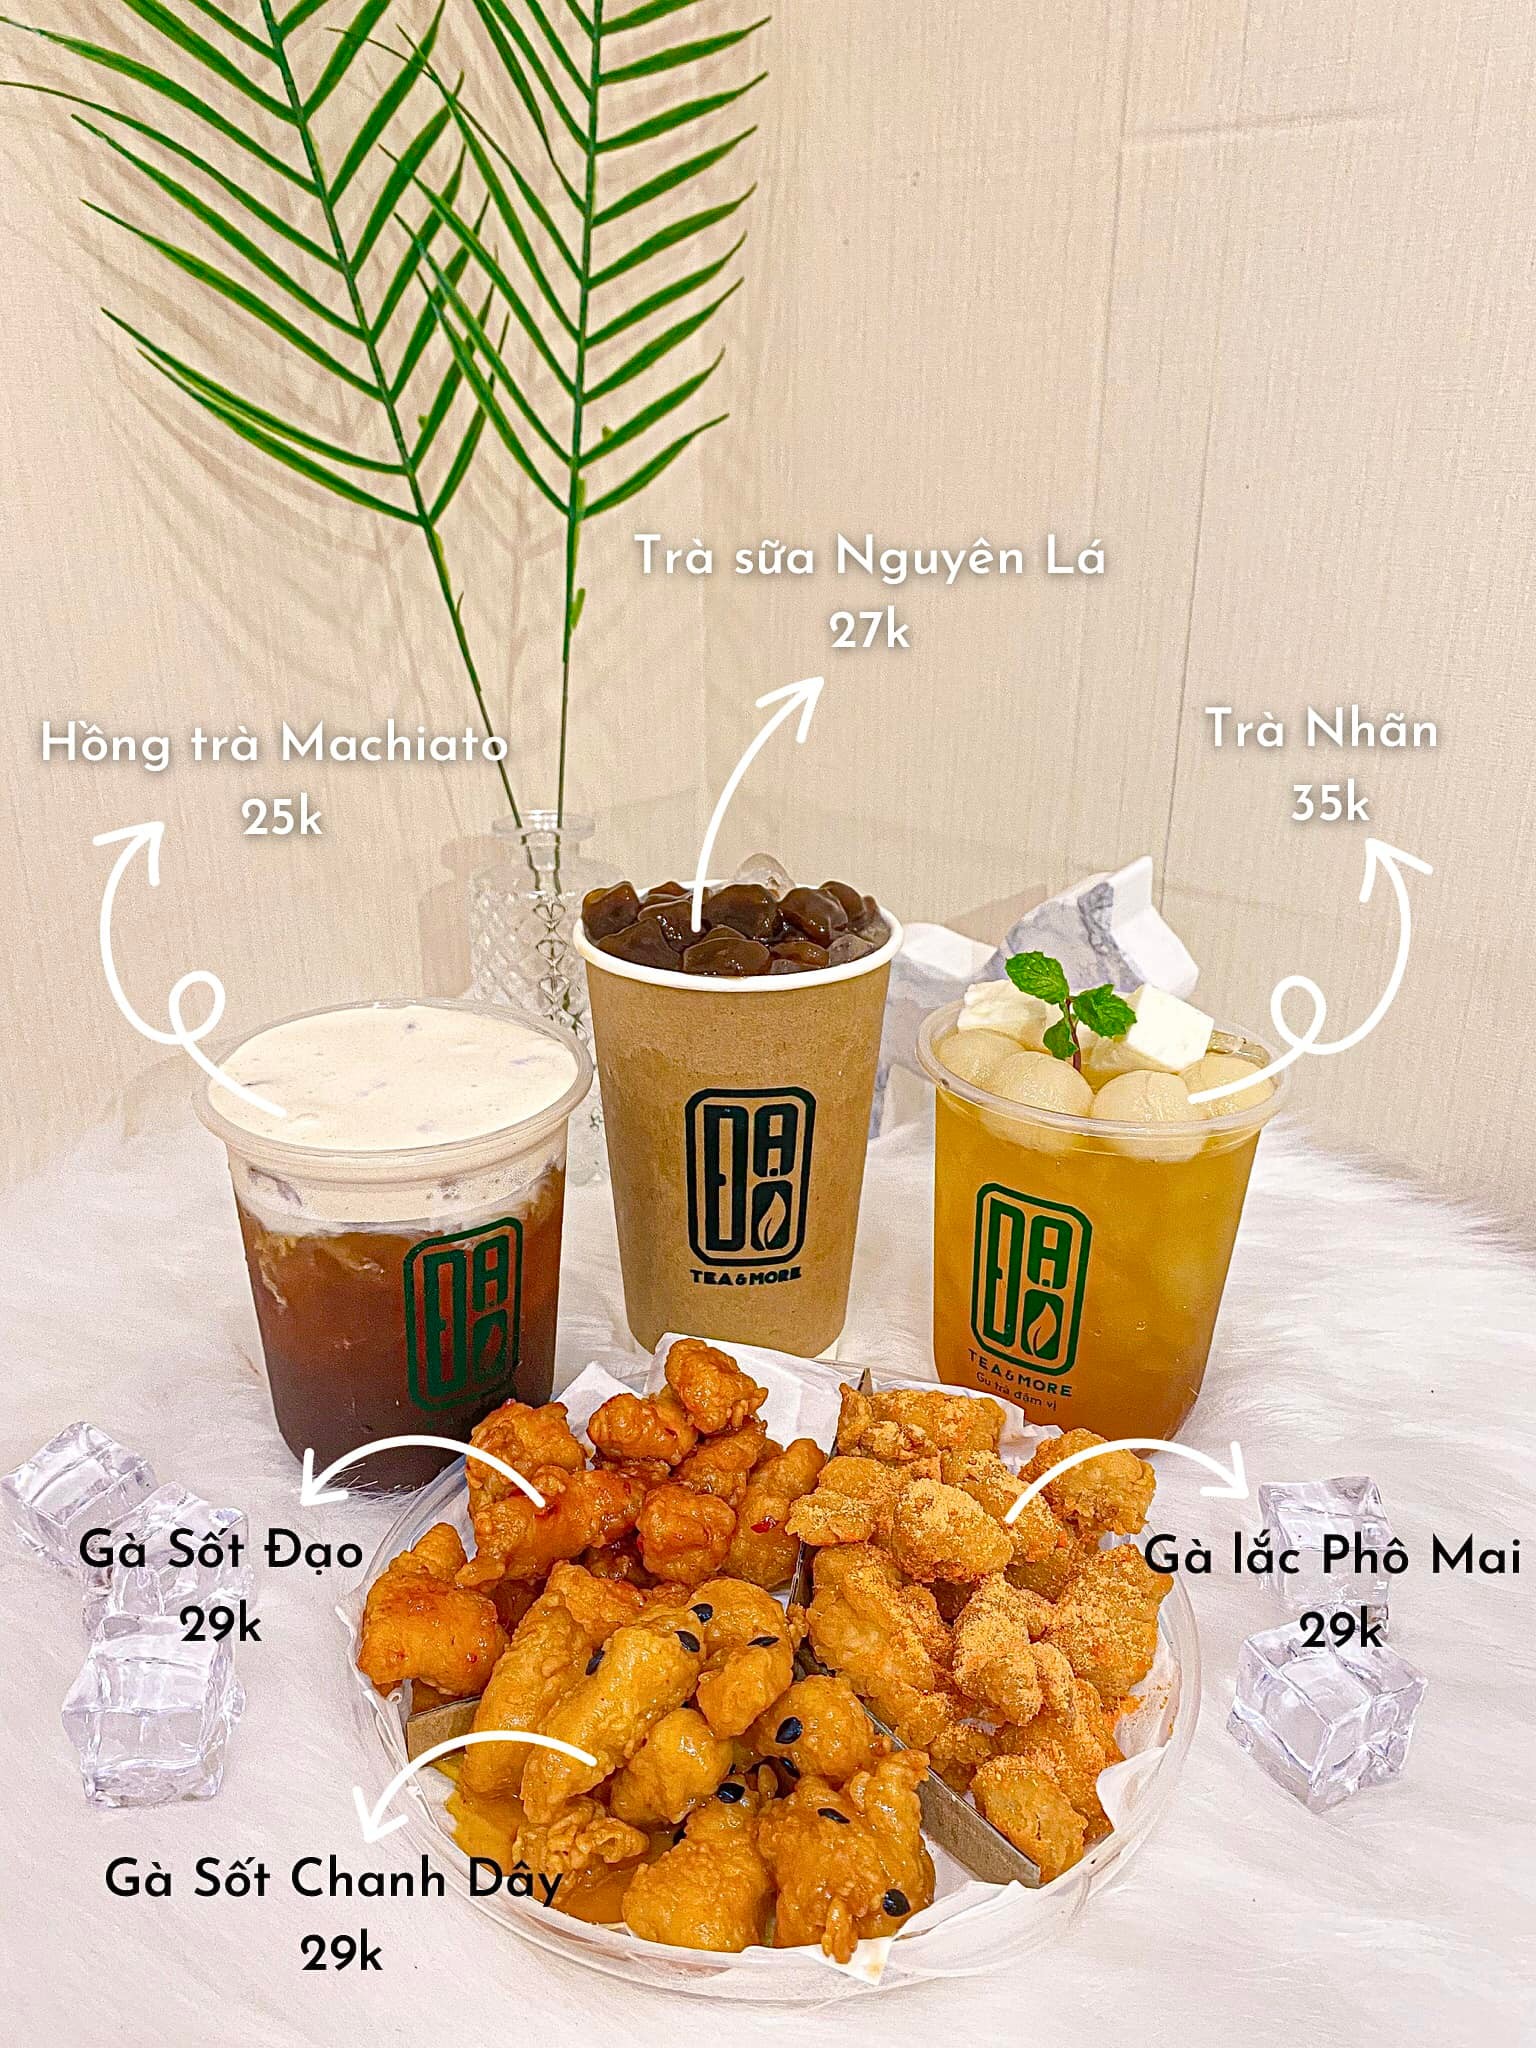 Trà sữa Nguyên Lá
27k
Hồng trà Machiato
25k
Trà Nhãn
35k
ĐẠO
TEA&MORE
ĐẠO
ĐẠO
TEA&MORE
Gu trà đậm vị
Gà Sốt Đạo
29k
Gà lắc Phô Mai
29k
Gà Sốt Chanh Dây
29k